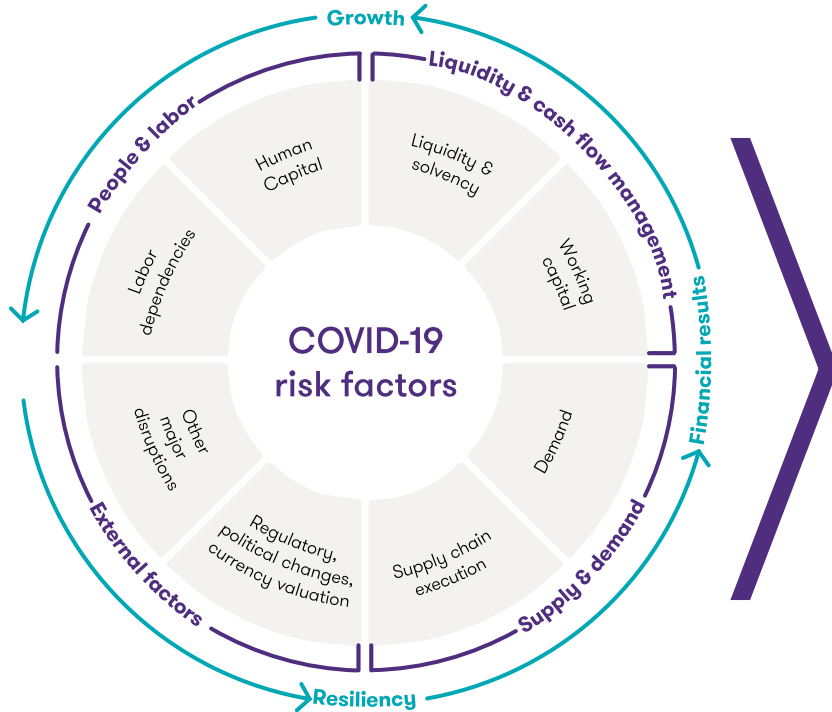 Growth
Liquidity & cash flow management
People & labor
Human
Capital
Liquidity &
solvency
Labor
dependencies
Working
capital
Financial results
COVID-19
risk factors
Other
major
disruptions
Demand
External factors
Regulatory,
political changes,
currency valuation
Supply chain
execution
Supply & demand
Resiliency